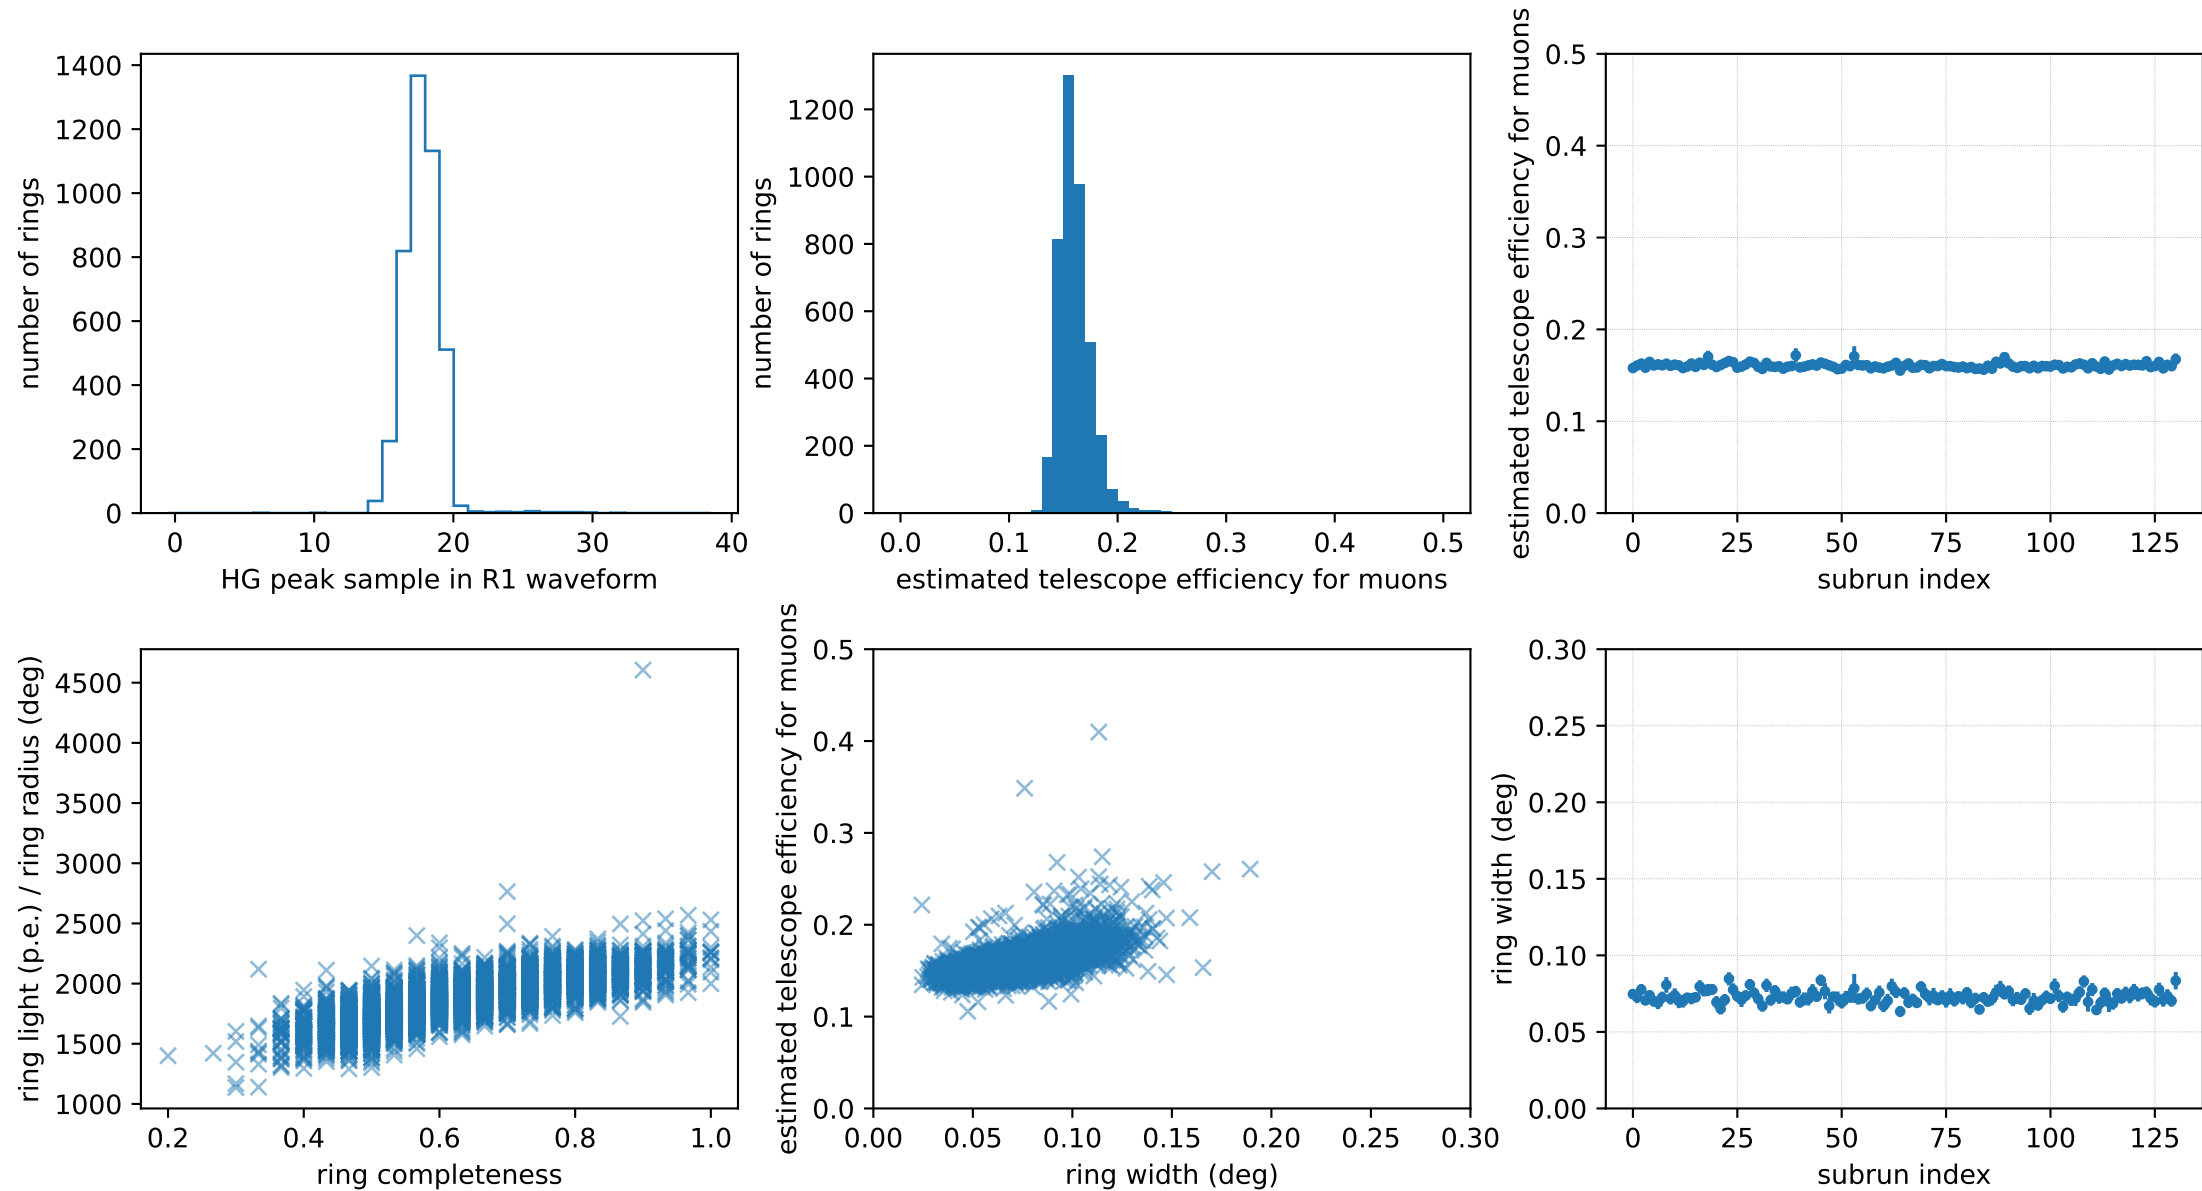 number of rings
1400
1200
1000
800
600
400
200
0
0 10 20 30 40
HG peak sample in R1 waveform
number of rings
1200
1000
800
600
400
200
0
0.0 0.1 0.2 0.3 0.4 0.5
estimated telescope efficiency for muons
estimated telescope efficiency for muons
0.5
0.4
0.3
0.2
0.1
0.0
0 25 50 75 100 125
subrun index
ring light (p.e.) / ring radius (deg)
4500
4000
3500
3000
2500
2000
1500
1000
0.2 0.4 0.6 0.8 1.0
ring completeness
estimated telescope efficiency for muons
0.5
0.4
0.3
0.2
0.1
0.0
0.00 0.05 0.10 0.15 0.20 0.25 0.30
ring width (deg)
ring width (deg)
0.30
0.25
0.20
0.15
0.10
0.05
0.00
0 25 50 75 100 125
subrun index